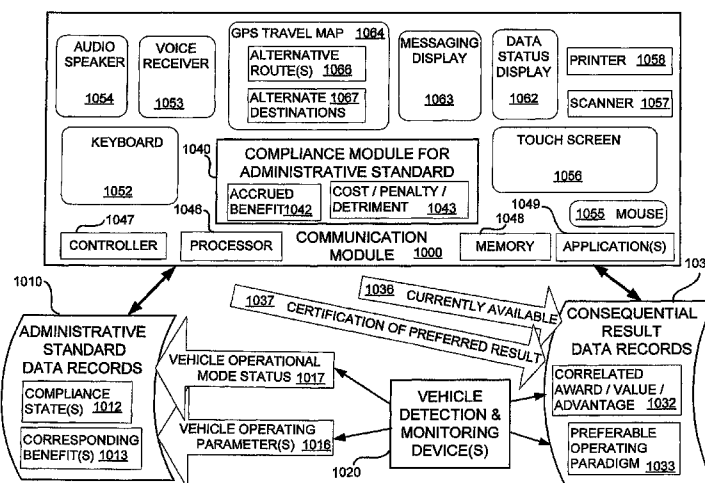 AUDIO
SPEAKER
1054
VOICE
RECEIVER
1053
GPS TRAVEL MAP 1064
ALTERNATIVE
ROUTE(S)
1066
ALTERNATE 1067
DESTINATIONS
MESSAGING
DISPLAY
1063
DATA
STATUS
DISPLAY
1062
PRINTER 1058
SCANNER 1057
KEYBOARD
1052
1040
COMPLIANCE MODULE FOR
ADMINISTRATIVE STANDARD
ACCRUED
BENEFIT 1042
COST / PENALTY /
DETRIMENT 1043
TOUCH SCREEN
1056
1055 MOUSE
1047
CONTROLLER
1046
PROCESSOR
COMMUNICATION
MODULE 1000
1048
MEMORY
1049
APPLICATION(S)
1010
ADMINISTRATIVE
STANDARD
DATA RECORDS
COMPLIANCE
STATE(S) 1012
CORRESPONDING
BENEFIT(S) 1013
1036 CURRENTLY AVAILABLE
1037 CERTIFICATION OF PREFERRED RESULT
VEHICLE OPERATIONAL
MODE STATUS 1017
VEHICLE OPERATING
PARAMETER(S) 1016
1020
VEHICLE
DETECTION &
MONITORING
DEVICE(S)
CONSEQUENTIAL
RESULT
DATA RECORDS
CORRELATED
AWARD / VALUE /
ADVANTAGE 1032
PREFERABLE
OPERATING
PARADIGM 1033